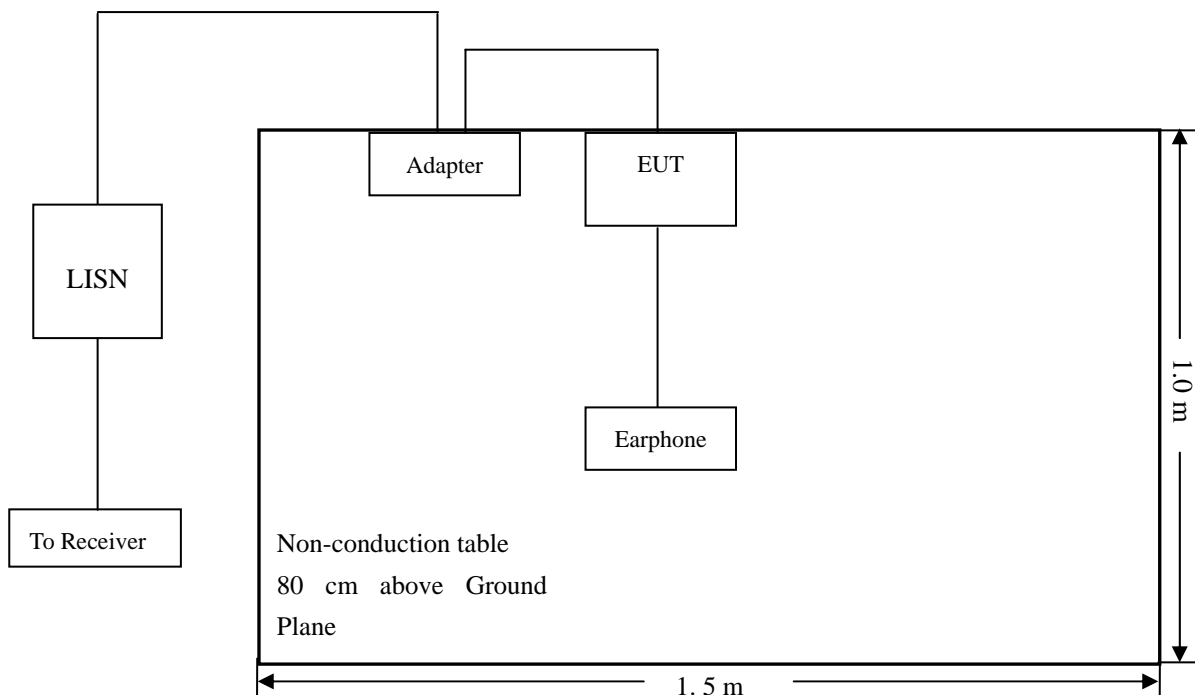 Adapter
EUT
LISN
Earphone
1.0 m
To Receiver
Non-conduction table
80 cm above Ground
Plane
1. 5 m